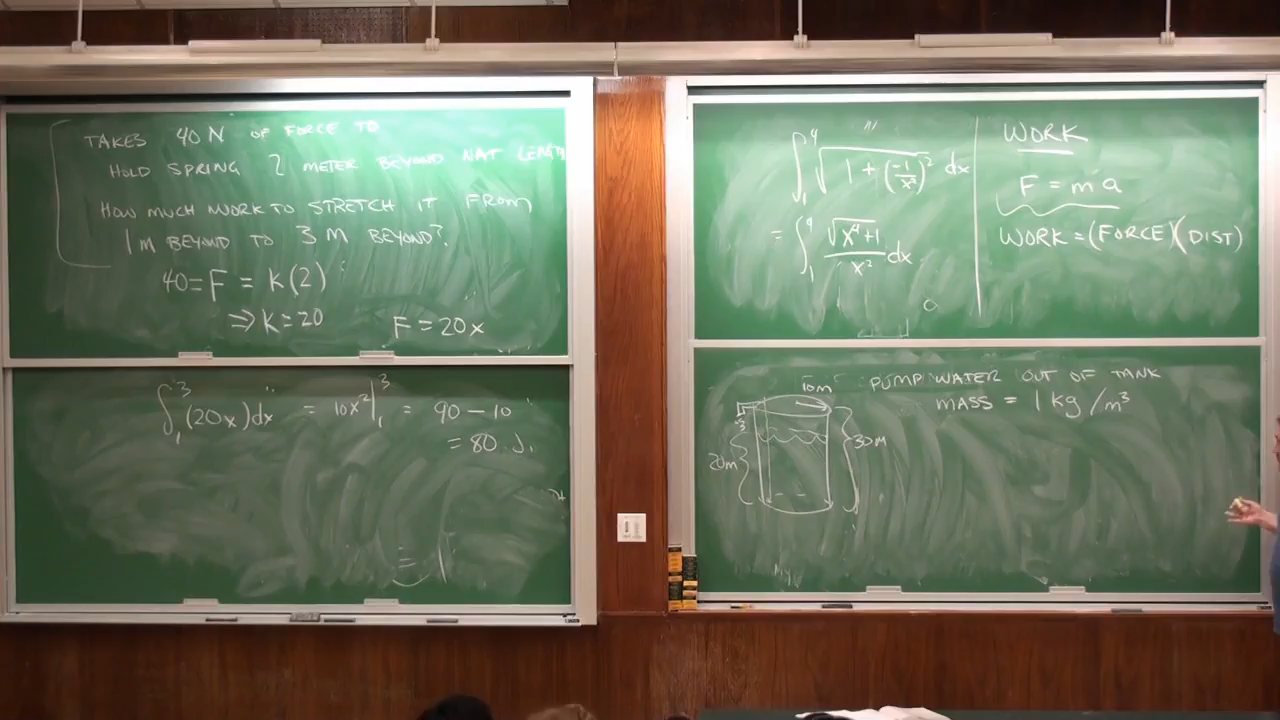 TAKES 40 N OF FORCE TO
HOLD SPRING 2 METER BEYOND NAT LENGTH
HOW MUCH WORK TO STRETCH IT FROM
1 M BEYOND TO 3 M BEYOND?
40 = F = K(2)
⇒ K = 20 F = 20x
∫₁³ (20x)dx = 10x²|₁³ = 90 − 10
= 80 J.
∫₁⁴ √(1 + (-1/x²)²) dx
= ∫₁⁴ √(x⁴+1)/x² dx
WORK
F = ma
WORK = (FORCE)(DIST)
PUMP WATER OUT OF TANK
MASS = 1 kg/m³
10m
30M
20m